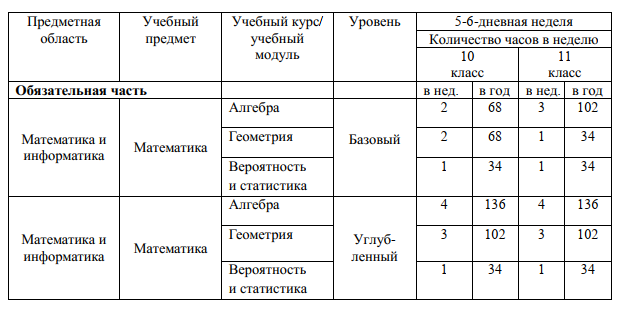 Предметная область | Учебный предмет | Учебный курс/ учебный модуль | Уровень | 5-6-дневная неделя
Количество часов в неделю
10 класс | 11 класс
Обязательная часть | в нед. | в год | в нед. | в год
Математика и информатика | Математика | Алгебра | Базовый | 2 | 68 | 3 | 102
Геометрия | 2 | 68 | 1 | 34
Вероятность и статистика | 1 | 34 | 1 | 34
Математика и информатика | Математика | Алгебра | Углуб-ленный | 4 | 136 | 4 | 136
Геометрия | 3 | 102 | 3 | 102
Вероятность и статистика | 1 | 34 | 1 | 34